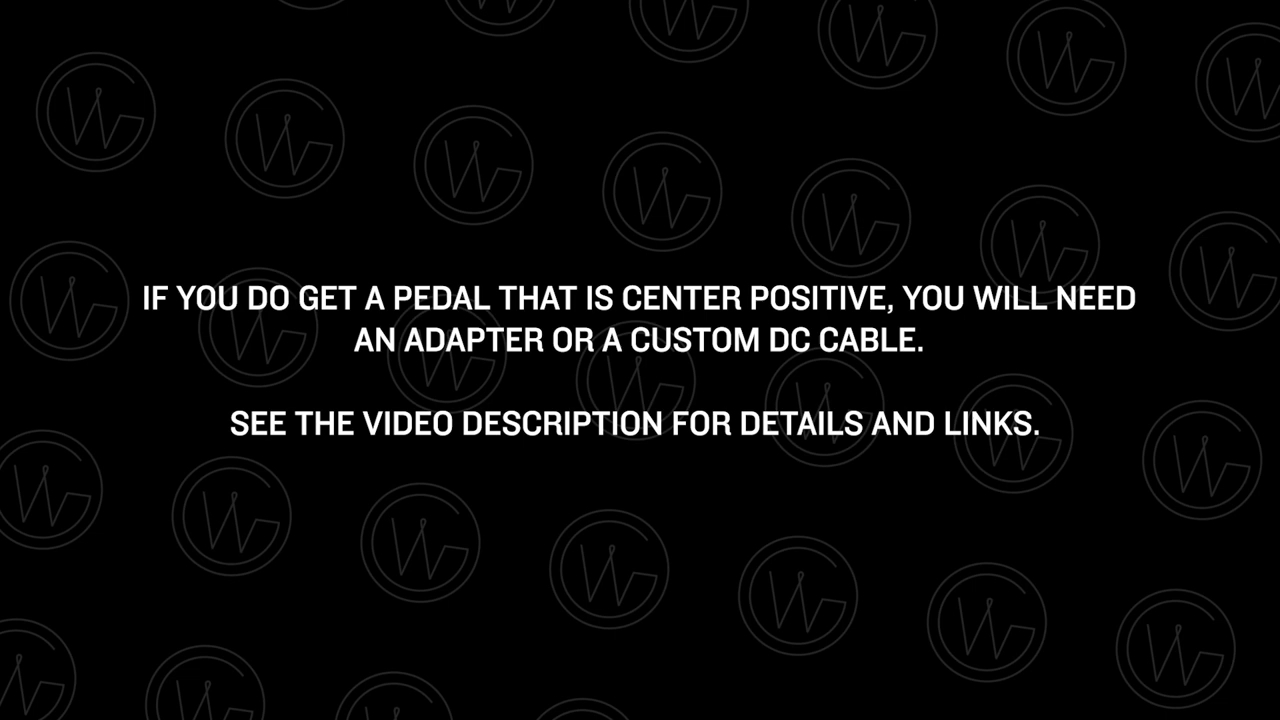 IF YOU DO GET A PEDAL THAT IS CENTER POSITIVE, YOU WILL NEED
AN ADAPTER OR A CUSTOM DC CABLE.
SEE THE VIDEO DESCRIPTION FOR DETAILS AND LINKS.